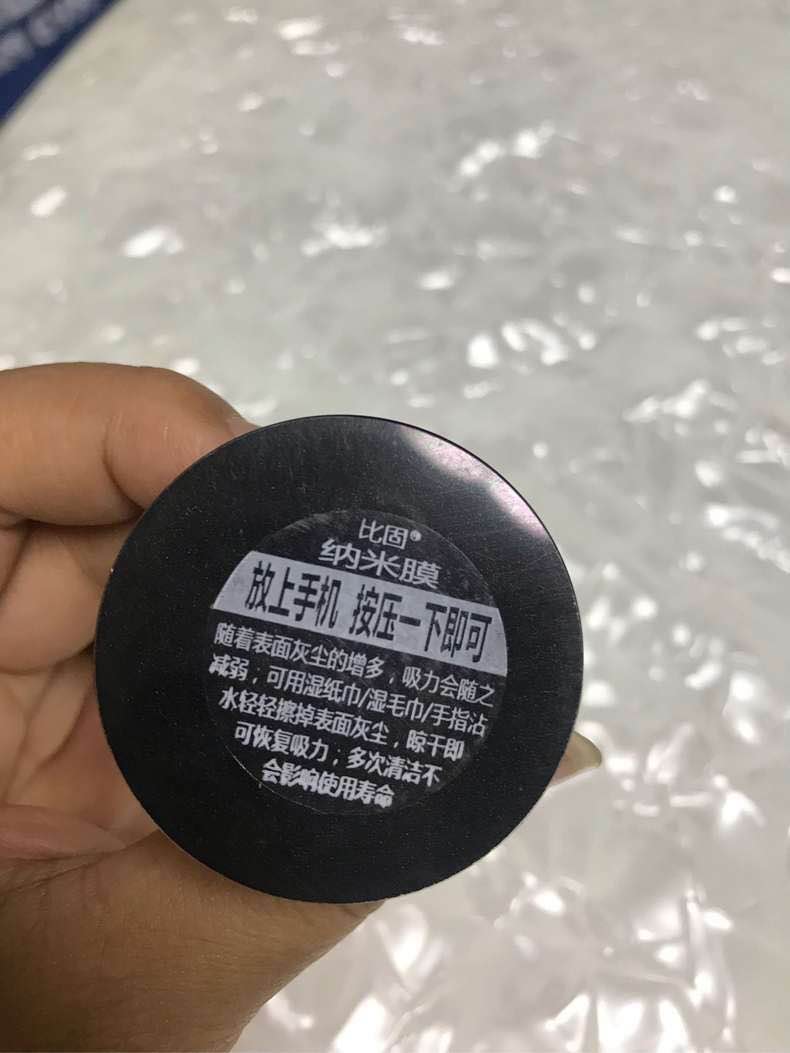 比固®
纳米膜
放上手机 按压一下即可
随着表面灰尘的增多，吸力会随之
减弱，可用湿纸巾/湿毛巾/手指沾
水轻轻擦掉表面灰尘，晾干即
可恢复吸力；多次清洁不
会影响使用寿命